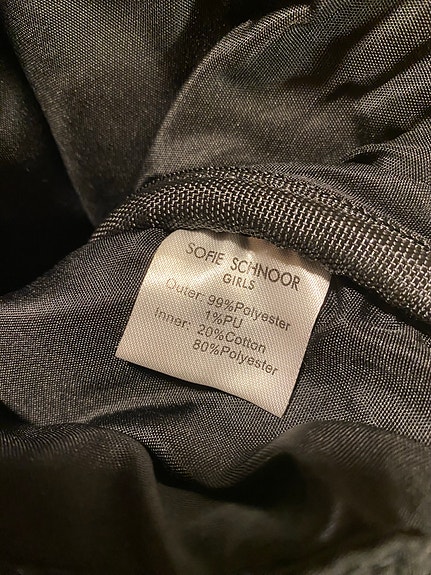 SOFIE SCHNOOR
GIRLS
Outer: 99%Polyester
1%PU
Inner: 20%Cotton
80%Polyester